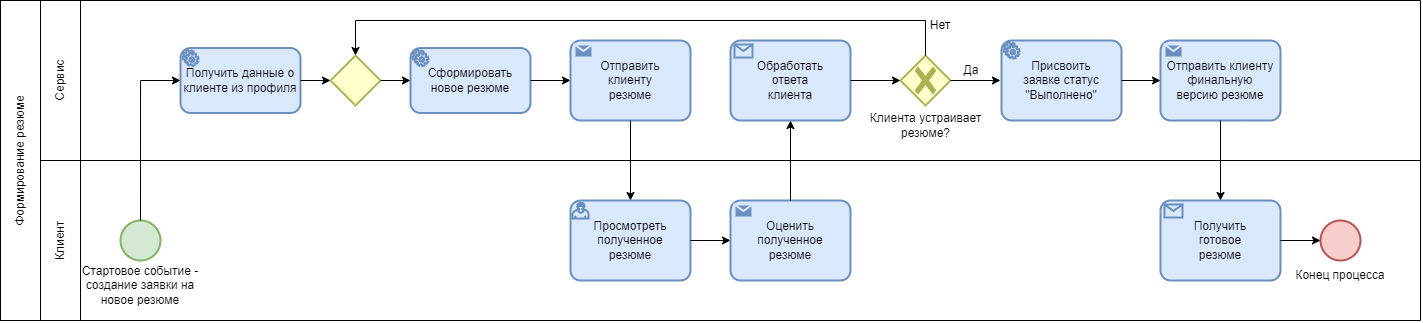 Формирование резюме
Сервис
Получить данные о
клиенте из профиля
Сформировать
новое резюме
Отправить
клиенту
резюме
Обработать
ответа
клиента
Нет
Да
Клиента устраивает
резюме?
Присвоить
заявке статус
"Выполнено"
Отправить клиенту
финальную
версию резюме
Клиент
Стартовое событие -
создание заявки на
новое резюме
Просмотреть
полученное
резюме
Оценить
полученное
резюме
Получить
готовое
резюме
Конец процесса